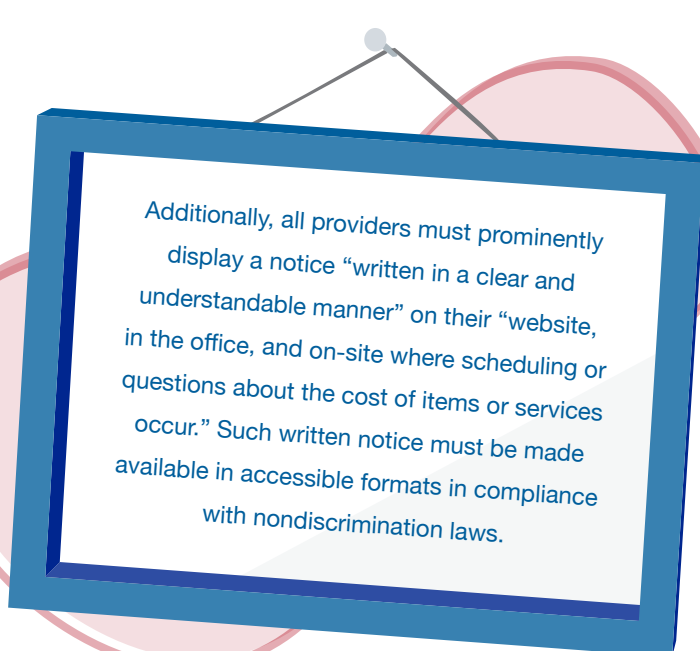 Additionally, all providers must prominently
display a notice “written in a clear and
understandable manner” on their “website,
in the office, and on-site where scheduling or
questions about the cost of items or services
occur.” Such written notice must be made
available in accessible formats in compliance
with nondiscrimination laws.